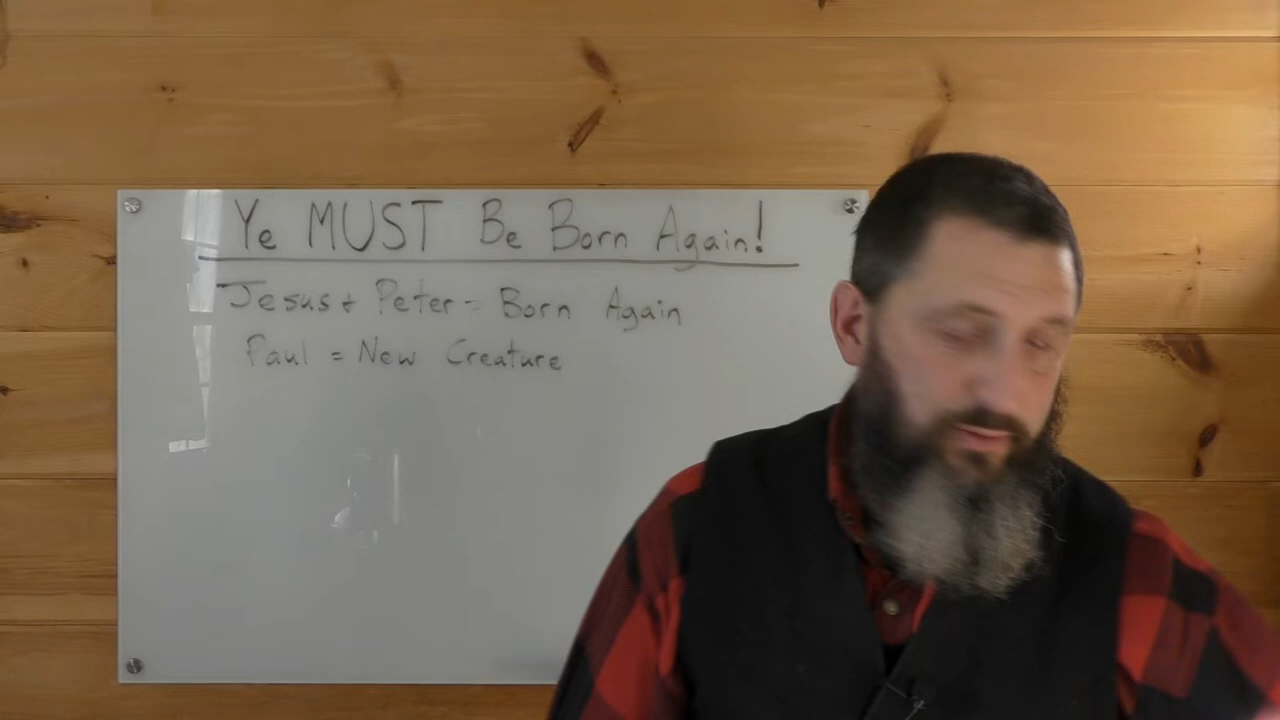 Ye MUST Be Born Again!
Jesus + Peter = Born Again
Paul = New Creature